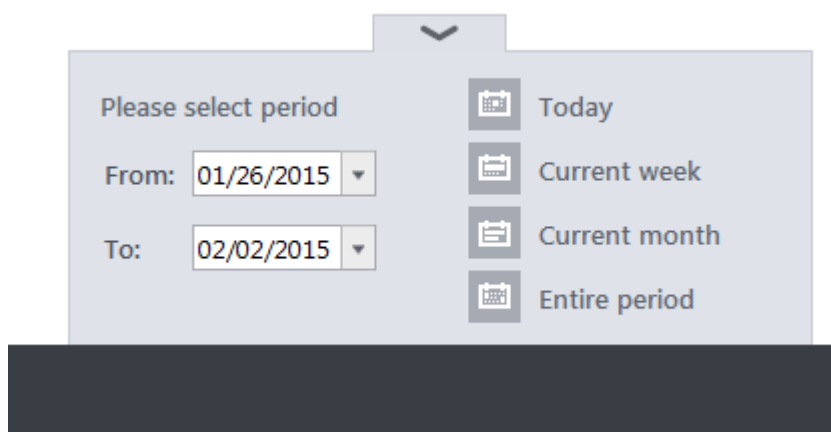 Please select period
From: 01/26/2015
To: 02/02/2015
Today
Current week
Current month
Entire period